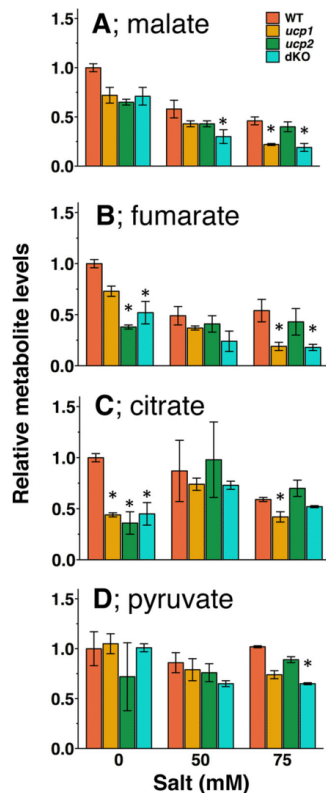 A; malate
WT
ucp1
ucp2
dKO
1.5
1.0
0.5
0.0
*
* *
B; fumarate
1.5
1.0
0.5
0.0
* *
* *
C; citrate
1.5
1.0
0.5
0.0
* * *
*
D; pyruvate
1.5
1.0
0.5
0.0
*
0 50 75
Salt (mM)
Relative metabolite levels